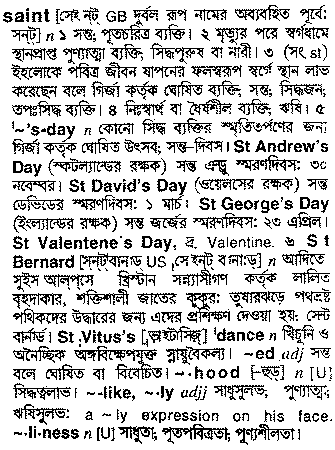 saint [সেইন্ট্ GB দুর্বল রূপ নামের অব্যবহিত পূর্বে:
সন্ট্] n ১ সন্ত; পূতচরিত্র ব্যক্তি। ২ মৃত্যুর পরে স্বর্গধামে
স্থানপ্রাপ্ত পুণ্যাত্মা ব্যক্তি; সিদ্ধপুরুষ বা নারী। ৩ (সং st)
ইহলোকে পবিত্র জীবন যাপনের ফলস্বরূপ স্বর্গে স্থান লাভ
করেছেন বলে গির্জা কর্তৃক ঘোষিত ব্যক্তি; সন্ত; সিদ্ধজন;
তপঃসিদ্ধ ব্যক্তি। ৪ নিঃস্বার্থ বা ধৈর্যশীল ব্যক্তি; ঋষি। ৫
'~'s-day n কোনো সিদ্ধ ব্যক্তির স্মৃতিতর্পণের জন্য
গির্জা কর্তৃক ঘোষিত উৎসব; সন্ত–দিবস। St Andrew's
Day (স্কটল্যান্ডের রক্ষক) সন্ত এন্ড্রু স্মরণদিবস: ৩০
নবেম্বর। St David's Day (ওয়েলসের রক্ষক) সন্ত
ডেভিডের স্মরণদিবস: ১ মার্চ। St George's Day
(ইংল্যান্ডের রক্ষক) সন্ত জর্জের স্মরণদিবস: ২৩ এপ্রিল।
St Valentene's Day, দ্র. Valentine. ৬ St
Bernard [সন্ট্'বানাড্ US ,সেইন্ট্ বা:না:ড়্] n আদিতে
সুইস আল্প্‌সে খ্রিস্টান সন্ন্যাসীগণ কর্তৃক লালিত
বৃহদাকার, শক্তিশালী জাতের কুকুর: তুষারঝড়ে পথভ্রষ্ট
পথিকদের উদ্ধারের জন্য এদের প্রশিক্ষণ দেওয়া হয়: সেন্ট
বার্নার্ড। St ,Vitus's [,ভাইটাসিজ়্] 'dance n খিঁচুনি ও
অনৈচ্ছিক অঙ্গবিক্ষেপযুক্ত স্নায়ুবৈকল্য। ~ed adj সন্ত
বলে ঘোষিত বা বিবেচিত। ~·hood [–হুড্] n [U]
সিদ্ধত্বলাভ। ~-like, ~·ly adjj সাধুসুলভ; পুণ্যাত্ম;
ঋষিসুলভ: a ~ly expression on his face.
~·li·ness n [U] সাধুতা; পূতপবিত্রতা; পুণ্যশীলতা।